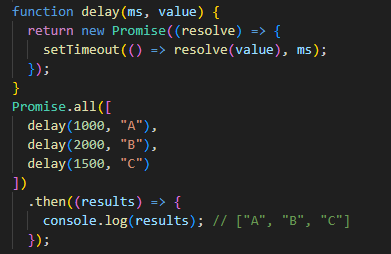 function delay(ms, value) {
  return new Promise((resolve) => {
    setTimeout(() => resolve(value), ms);
  });
}
Promise.all([
  delay(1000, "A"),
  delay(2000, "B"),
  delay(1500, "C")
])
  .then((results) => {
    console.log(results); // ["A", "B", "C"]
  });